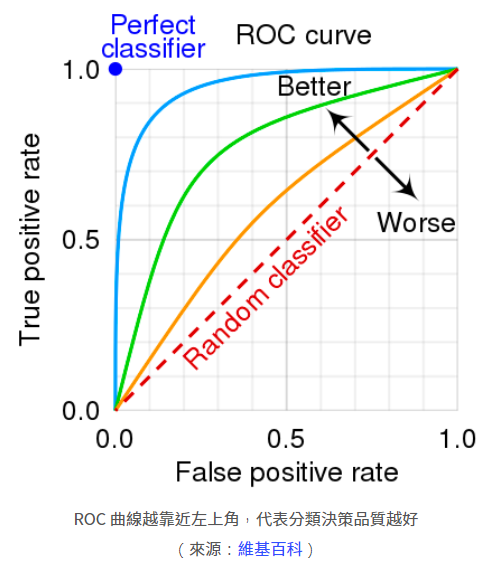 Perfect
classifier
ROC curve
1.0
Better
Worse
0.5
Random classifier
True positive rate
0.0
0.0 0.5 1.0
False positive rate
ROC 曲線越靠近左上角，代表分類決策品質越好
（來源：維基百科）